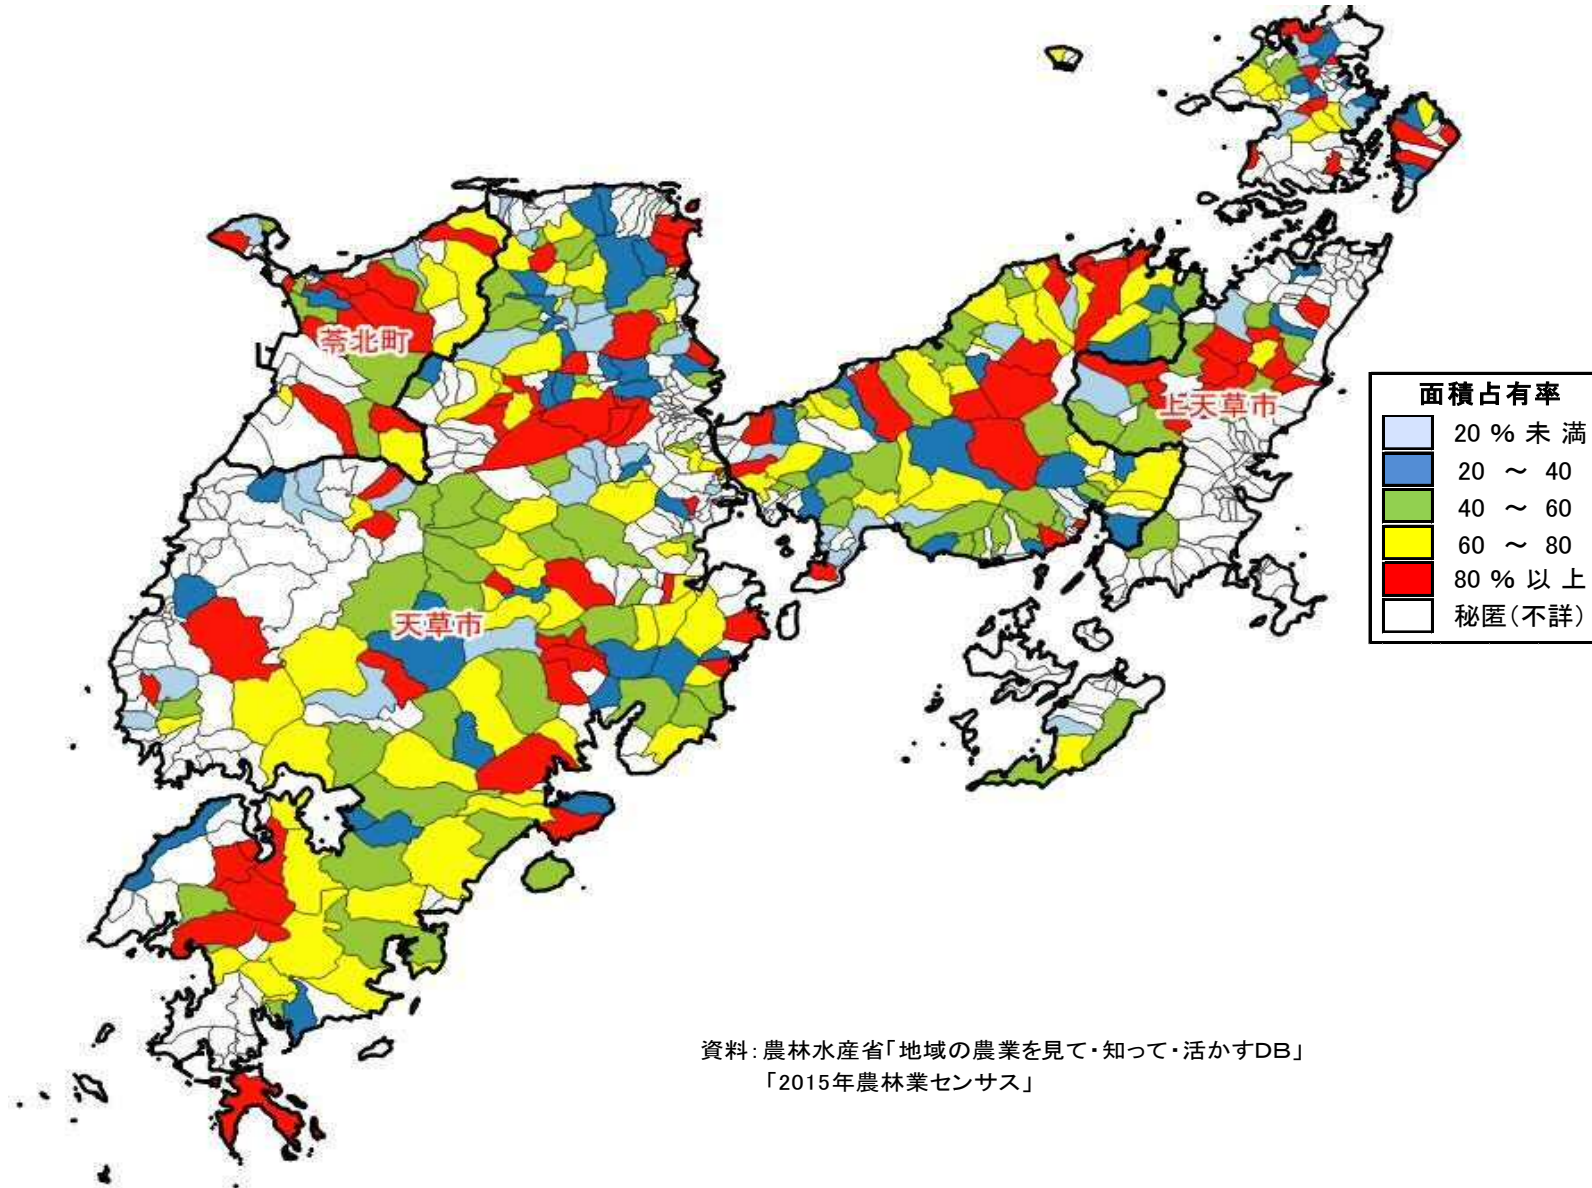 苓北町
上天草市
天草市
面積占有率
20 % 未 満
20 ～ 40
40 ～ 60
60 ～ 80
80 % 以 上
秘匿(不詳)
資料:農林水産省「地域の農業を見て・知って・活かすDB」
「2015年農林業センサス」